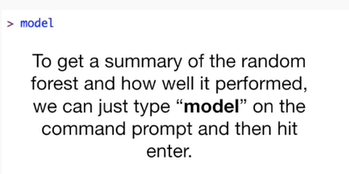 > model
To get a summary of the random
forest and how well it performed,
we can just type “model” on the
command prompt and then hit
enter.